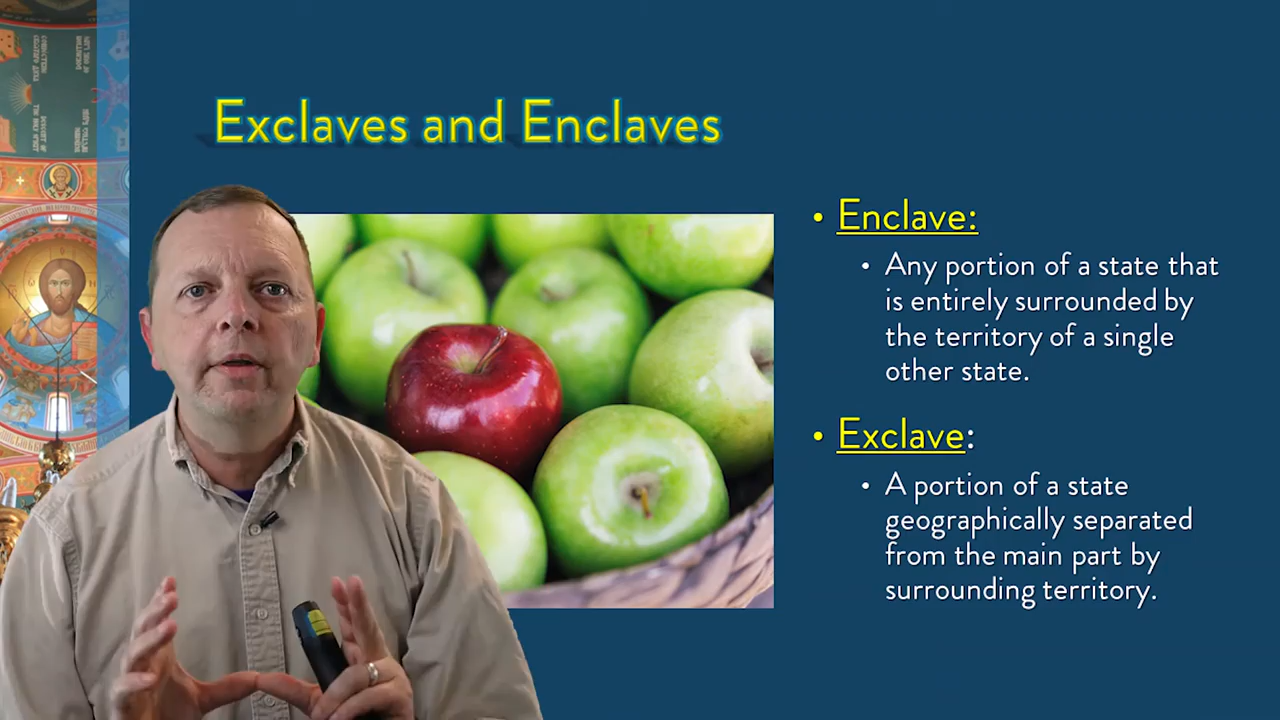 Exclaves and Enclaves
• Enclave:
• Any portion of a state that
is entirely surrounded by
the territory of a single
other state.
• Exclave:
• A portion of a state
geographically separated
from the main part by
surrounding territory.